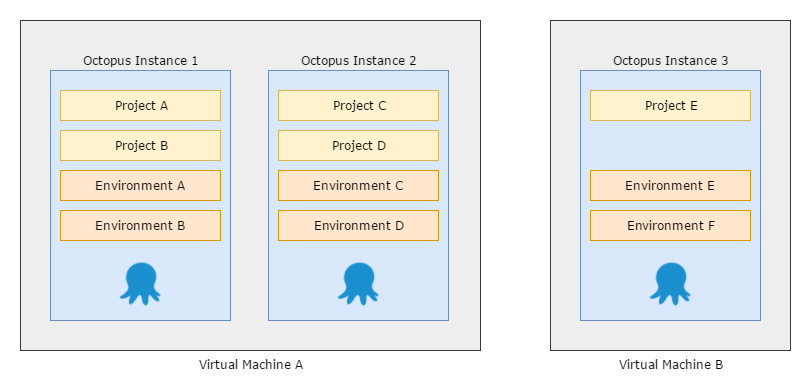 Octopus Instance 1
Project A
Project B
Environment A
Environment B
Octopus Instance 2
Project C
Project D
Environment C
Environment D
Virtual Machine A
Octopus Instance 3
Project E
Environment E
Environment F
Virtual Machine B